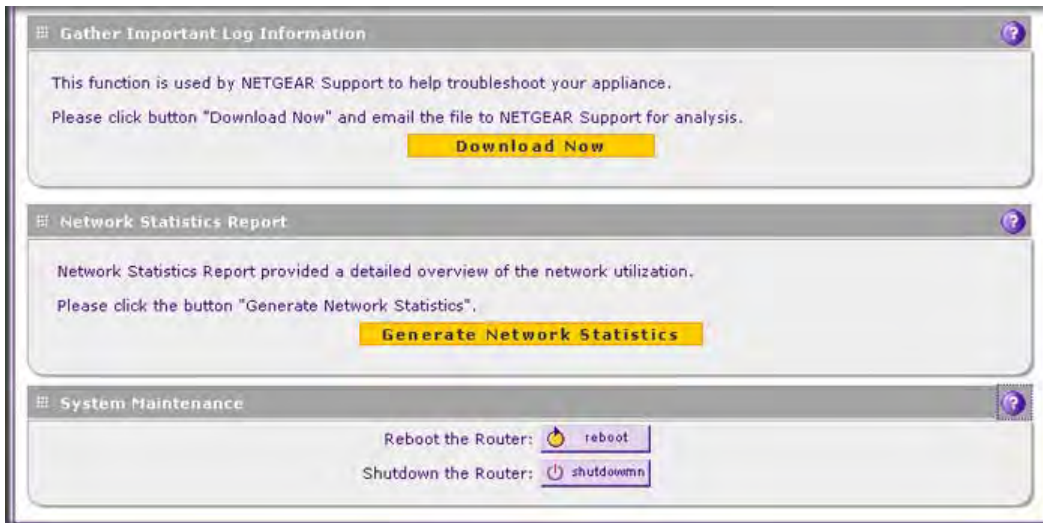 Gather Important Log Information
This function is used by NETGEAR Support to help troubleshoot your appliance.
Please click button "Download Now" and email the file to NETGEAR Support for analysis.
Download Now
Network Statistics Report
Network Statistics Report provided a detailed overview of the network utilization.
Please click the button "Generate Network Statistics".
Generate Network Statistics
System Maintenance
Reboot the Router: reboot
Shutdown the Router: shutdowmn